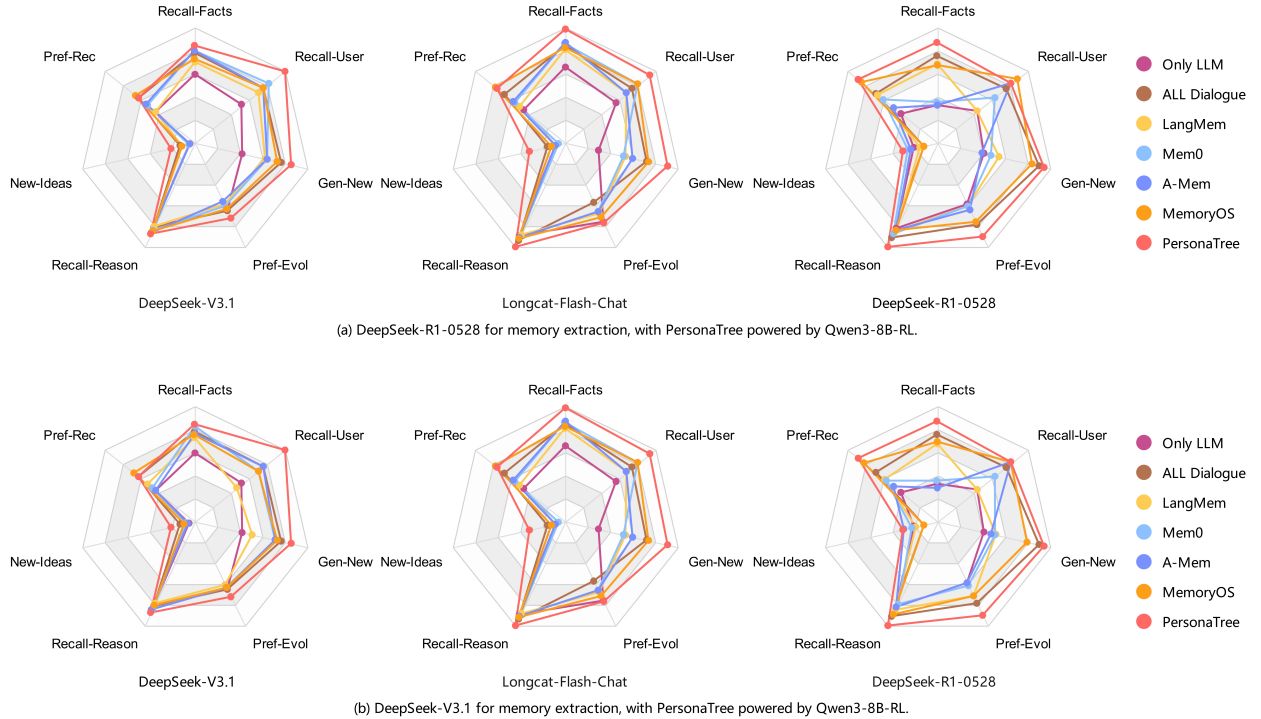 Recall-Facts
Recall-User
Gen-New
Pref-Evol
Recall-Reason
New-Ideas
Pref-Rec
DeepSeek-V3.1
Recall-Facts
Recall-User
Gen-New
Pref-Evol
Recall-Reason
New-Ideas
Pref-Rec
Longcat-Flash-Chat
Recall-Facts
Recall-User
Gen-New
Pref-Evol
Recall-Reason
New-Ideas
Pref-Rec
DeepSeek-R1-0528
Only LLM
ALL Dialogue
LangMem
Mem0
A-Mem
MemoryOS
PersonaTree
(a) DeepSeek-R1-0528 for memory extraction, with PersonaTree powered by Qwen3-8B-RL.
Recall-Facts
Recall-User
Gen-New
Pref-Evol
Recall-Reason
New-Ideas
Pref-Rec
DeepSeek-V3.1
Recall-Facts
Recall-User
Gen-New
Pref-Evol
Recall-Reason
New-Ideas
Pref-Rec
Longcat-Flash-Chat
Recall-Facts
Recall-User
Gen-New
Pref-Evol
Recall-Reason
New-Ideas
Pref-Rec
DeepSeek-R1-0528
Only LLM
ALL Dialogue
LangMem
Mem0
A-Mem
MemoryOS
PersonaTree
(b) DeepSeek-V3.1 for memory extraction, with PersonaTree powered by Qwen3-8B-RL.